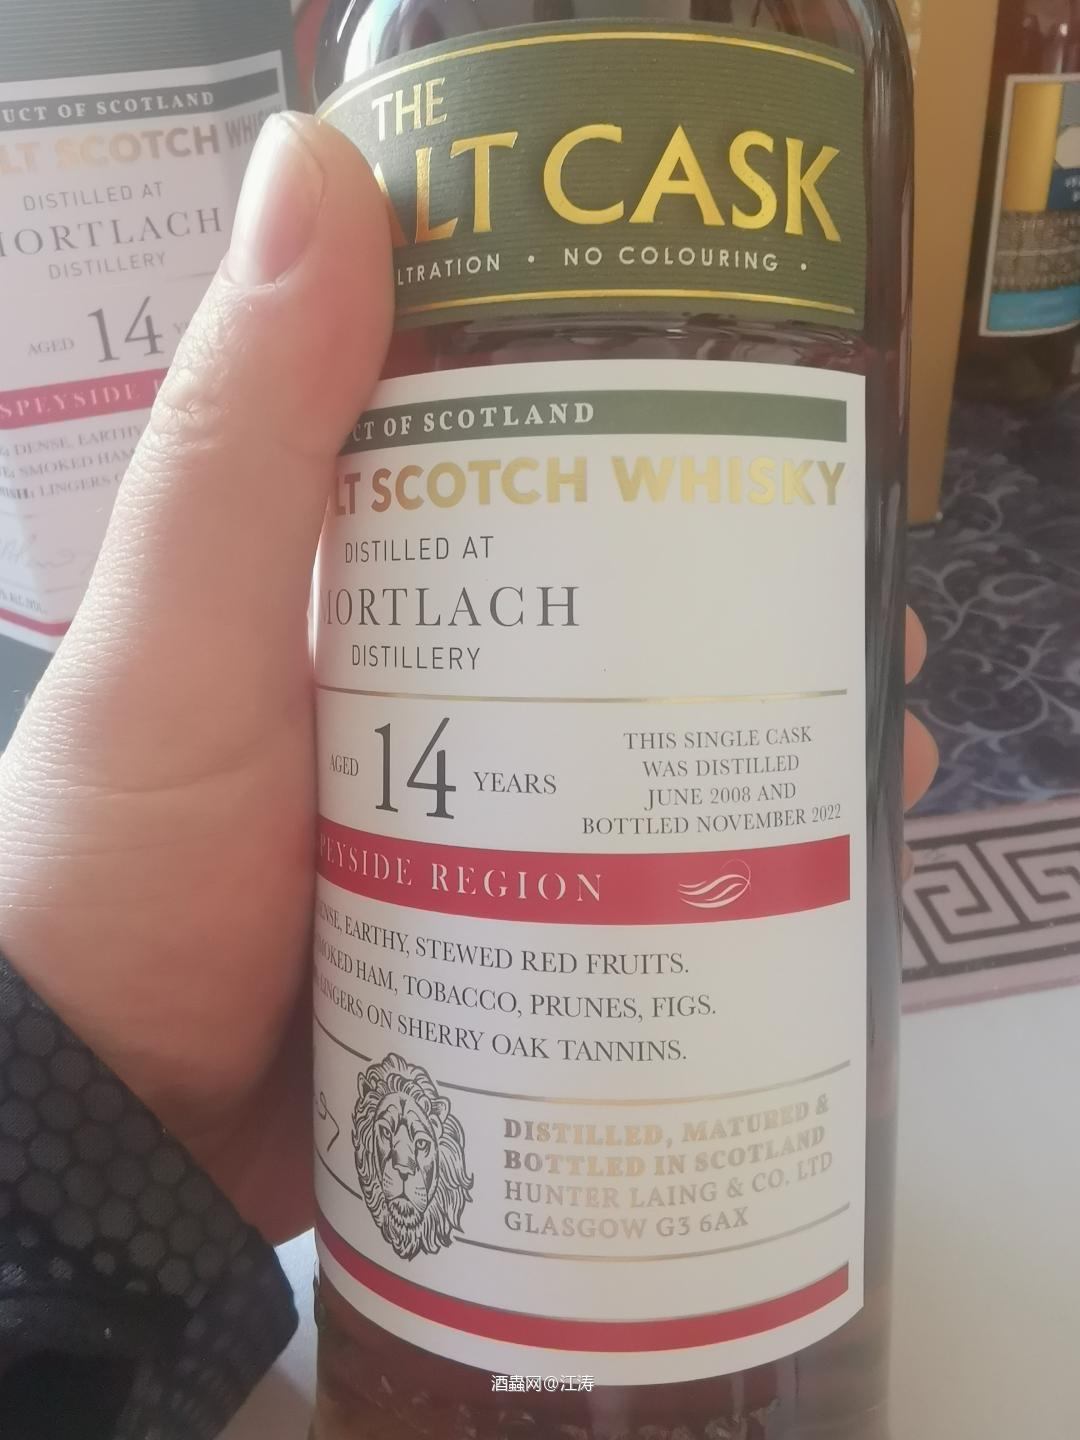 THE
ALT CASK
LTRATION • NO COLOURING •
CT OF SCOTLAND
LT SCOTCH WHISKY
DISTILLED AT
MORTLACH
DISTILLERY
AGED 14 YEARS
THIS SINGLE CASK
WAS DISTILLED
JUNE 2008 AND
BOTTLED NOVEMBER 2022
PEYSIDE REGION
ENSE, EARTHY, STEWED RED FRUITS.
MOKED HAM, TOBACCO, PRUNES, FIGS.
LINGERS ON SHERRY OAK TANNINS.
DISTILLED, MATURED &
BOTTLED IN SCOTLAND
HUNTER LAING & CO. LTD
GLASGOW G3 6AX
UCT OF SCOTLAND
LT SCOTCH WHIS
DISTILLED AT
MORTLACH
DISTILLERY
AGED 14 Y
SPEYSIDE
DENSE, EARTHY
SMOKED HAM
ISH: LINGERS
酒蟲网@江涛